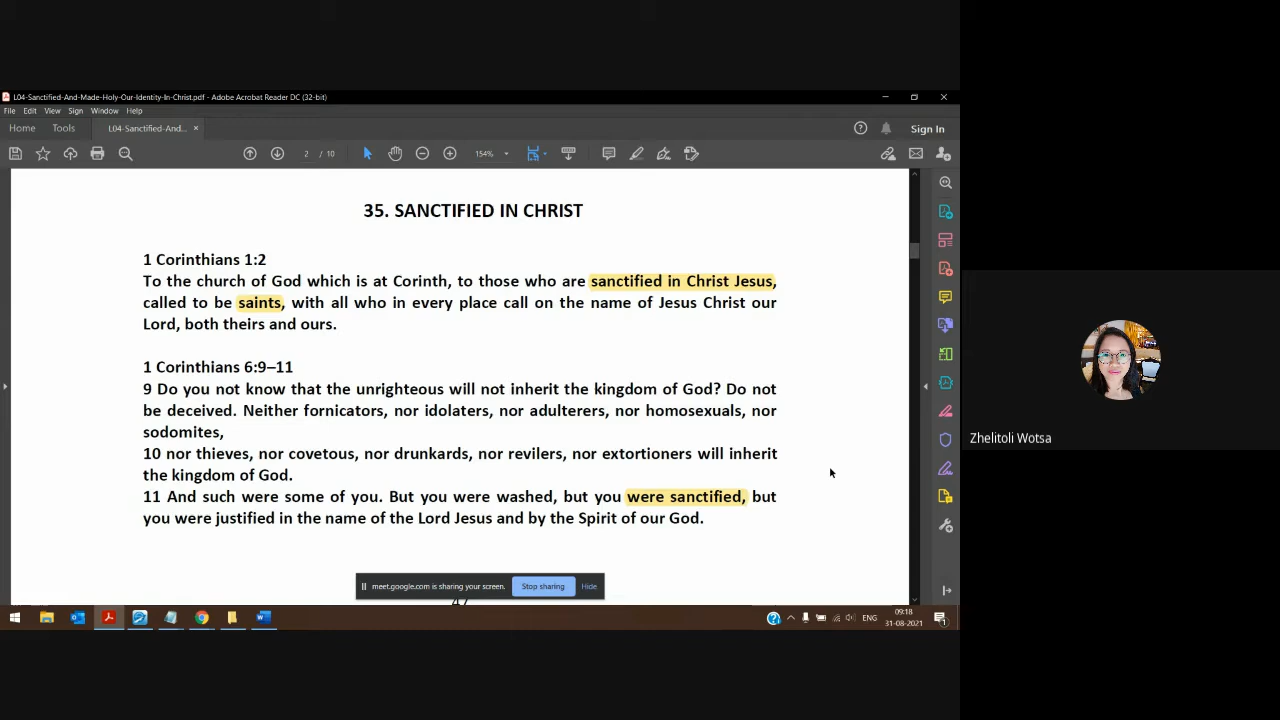 L04-Sanctified-And-Made-Holy-Our-Identity-In-Christ.pdf - Adobe Acrobat Reader DC (32-bit)
File Edit View Sign Window Help
Home Tools L04-Sanctified-And... × Sign In
2 / 10 154%
35. SANCTIFIED IN CHRIST
1 Corinthians 1:2
To the church of God which is at Corinth, to those who are sanctified in Christ Jesus,
called to be saints, with all who in every place call on the name of Jesus Christ our
Lord, both theirs and ours.
1 Corinthians 6:9–11
9 Do you not know that the unrighteous will not inherit the kingdom of God? Do not
be deceived. Neither fornicators, nor idolaters, nor adulterers, nor homosexuals, nor
sodomites,
10 nor thieves, nor covetous, nor drunkards, nor revilers, nor extortioners will inherit
the kingdom of God.
11 And such were some of you. But you were washed, but you were sanctified, but
you were justified in the name of the Lord Jesus and by the Spirit of our God.
Zhelitoli Wotsa
meet.google.com is sharing your screen. Stop sharing Hide
ENG
09:18
31-08-2021